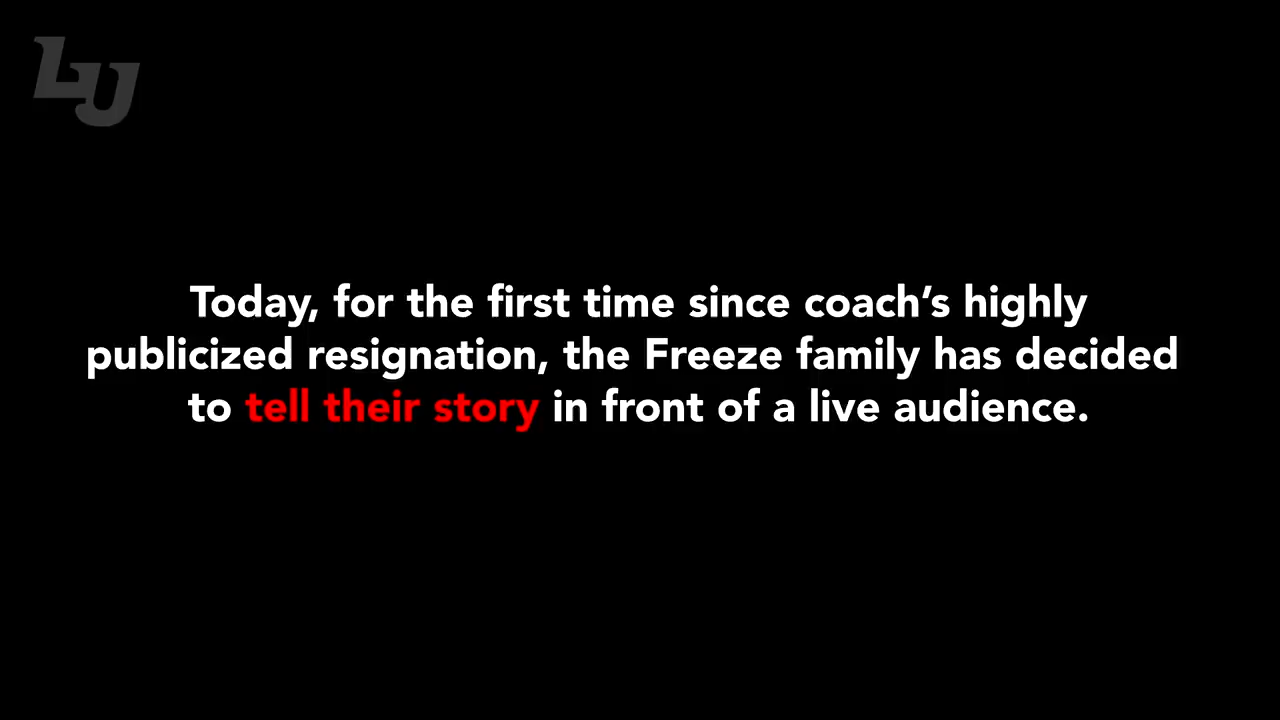 LU
Today, for the first time since coach’s highly
publicized resignation, the Freeze family has decided
to tell their story in front of a live audience.